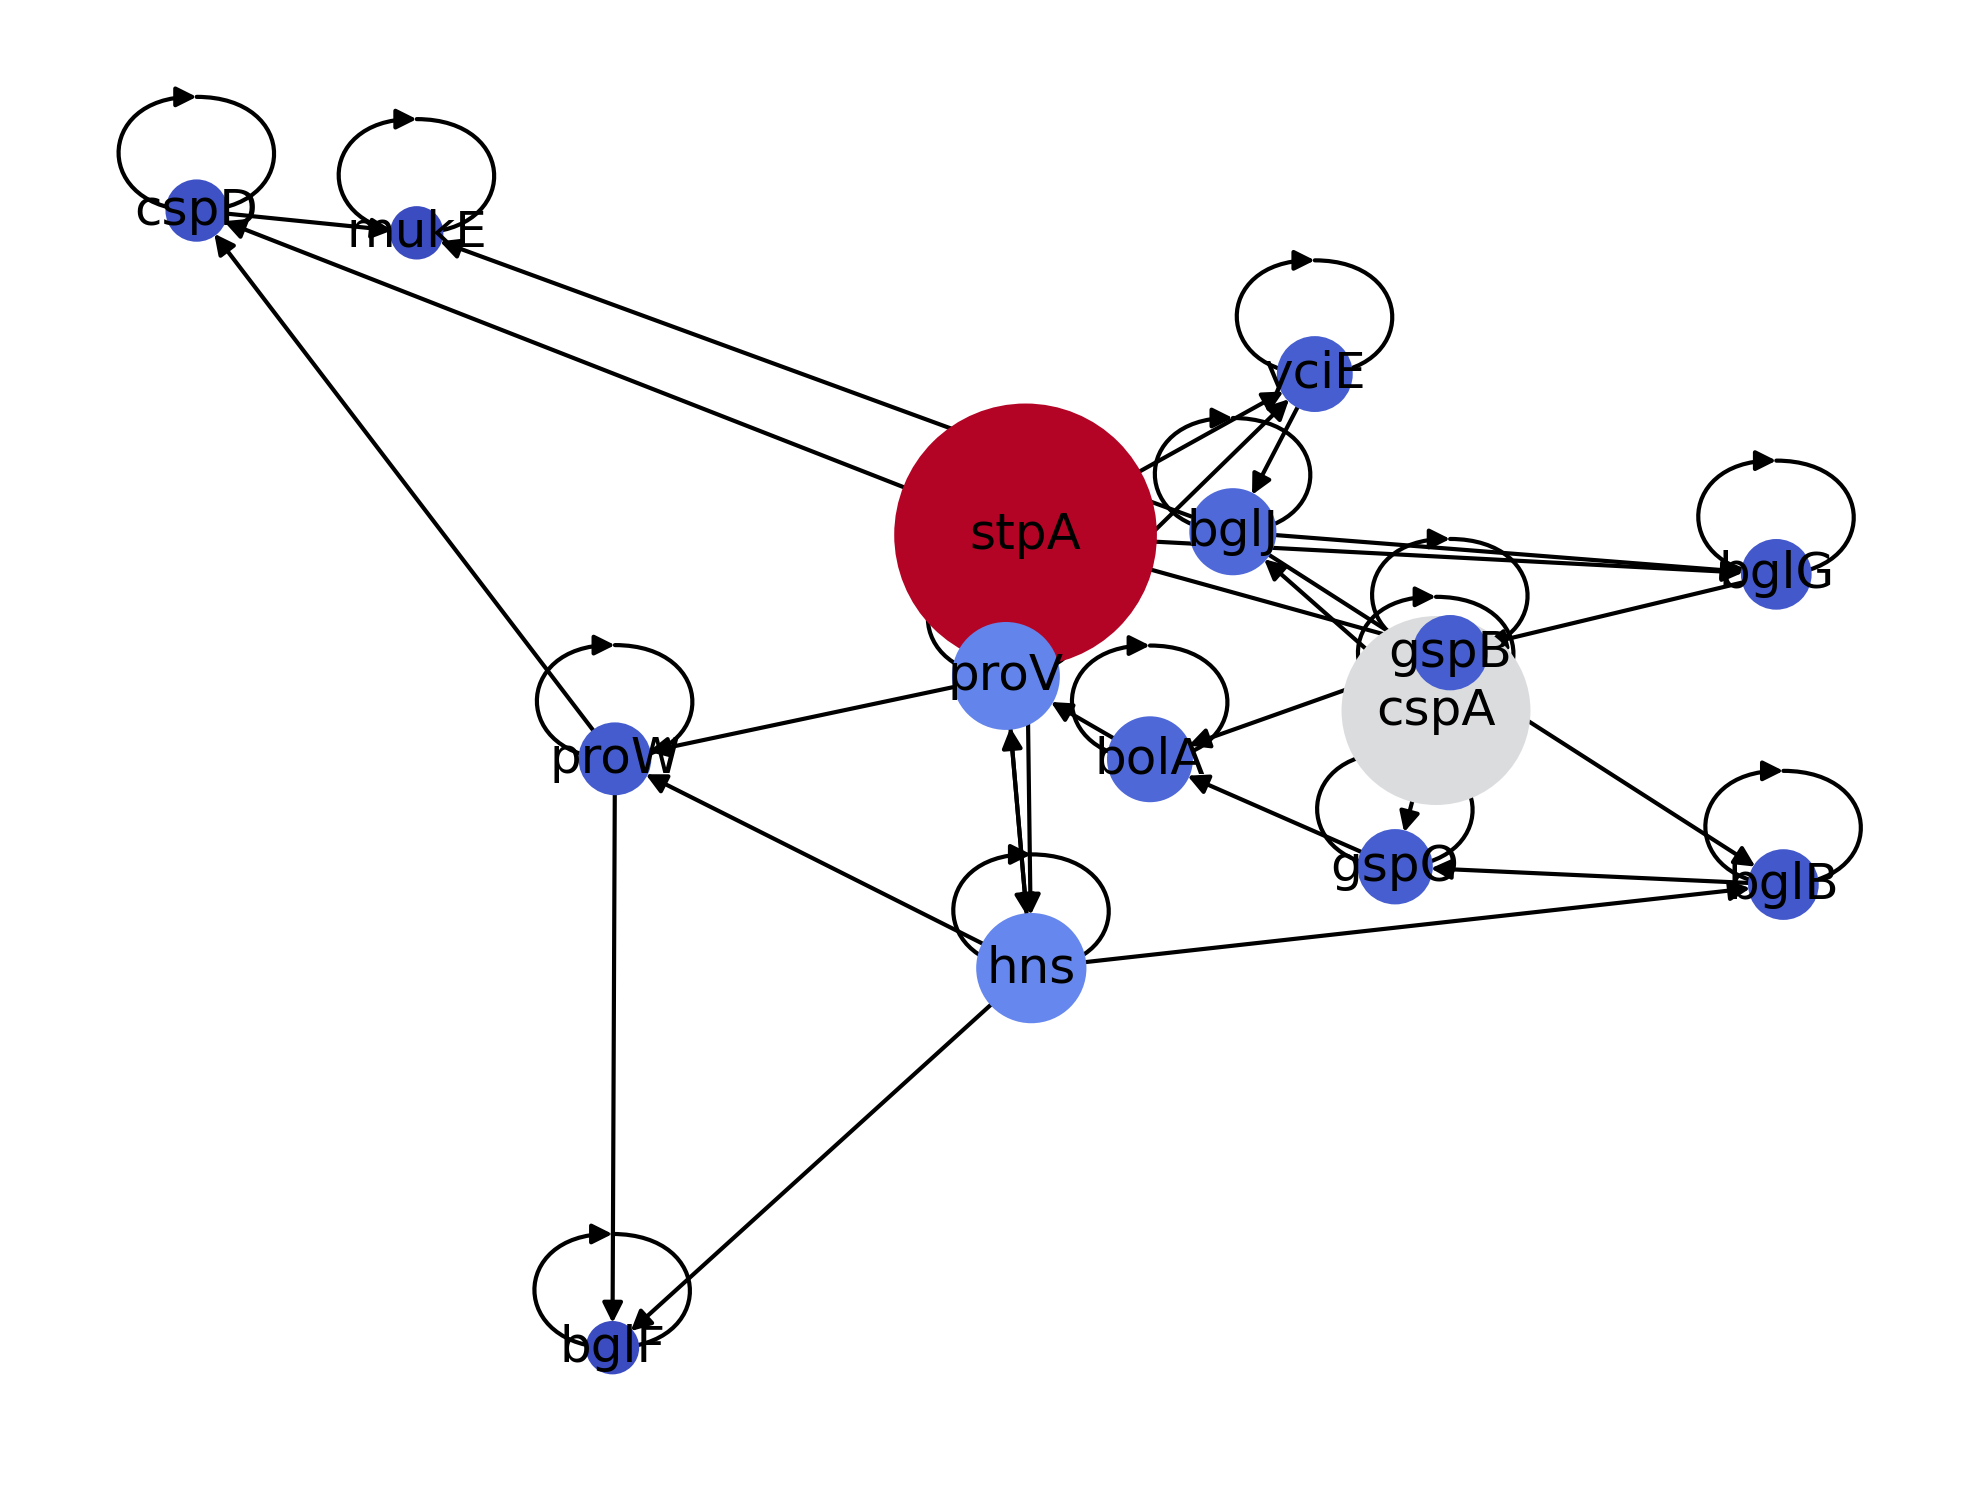 cspD
mukE
yciE
stpA
bglJ
bglG
gspB
proV
cspA
proW
bolA
gspC
bglB
hns
bglF